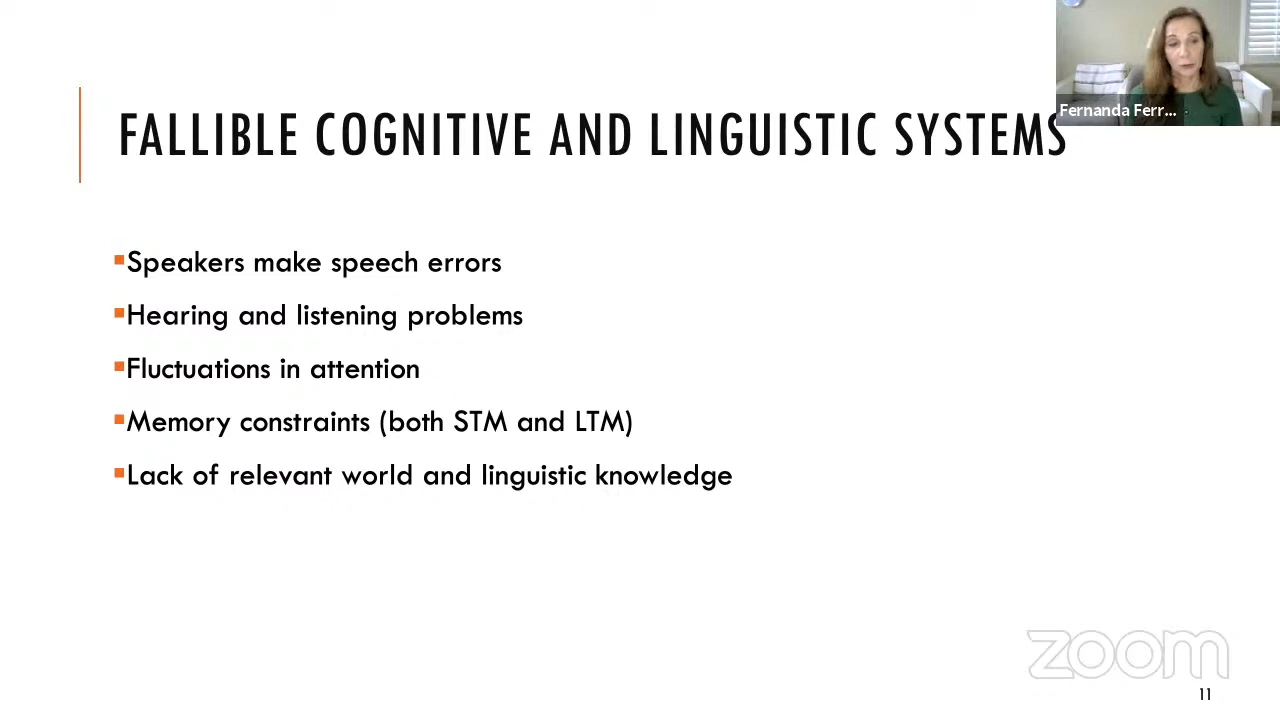 Fernanda Ferr...
FALLIBLE COGNITIVE AND LINGUISTIC SYSTEMS
▪Speakers make speech errors
▪Hearing and listening problems
▪Fluctuations in attention
▪Memory constraints (both STM and LTM)
▪Lack of relevant world and linguistic knowledge
zoom
11